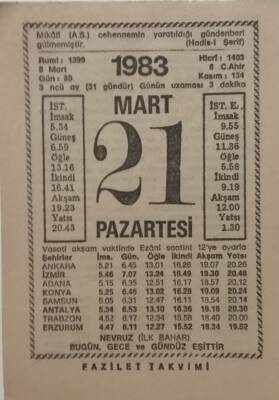 Mikâil (A.S.) cehennemin yaratıldığı gündenberi
gülmemiştir. (Hadis-i Şerif)
Rumi: 1399
8 Mart
Gün: 80
1983
Hicri: 1403
6 C.Ahir
Kasım: 134
3 ncü ay (31 gündür) Günün uzaması 3 dakika
MART
21
PAZARTESİ
İST.
İmsak
5.34
Güneş
6.59
Öğle
13.16
İkindi
16.41
Akşam
19.23
Yatsı
20.43
İST. E.
İmsak
9.55
Güneş
11.36
Öğle
5.58
İkindi
9.19
Akşam
12.00
Yatsı
1.30
Vasati akşam vaktinde Ezâni saatini 12'ye ayarla
Şehirler İms. Gün. Öğle İkindi Akşam Yatsı
ANKARA 5.21 6.45 13.01 16.26 19.07 20.26
İZMİR 5.46 7.07 13.24 16.49 19.30 20.46
ADANA 5.15 6.35 12.51 16.17 18.57 20.12
KONYA 5.25 6.46 13.02 16.28 19.09 20.24
SAMSUN 5.05 6.31 12.47 16.11 18.54 20.14
ANTALYA 5.34 6.53 13.10 16.36 19.16 20.30
TRABZON 4.52 6.17 12.34 15.58 18.40 20.00
ERZURUM 4.47 6.11 12.27 15.52 18.34 19.52
NEVRUZ (İLK BAHAR)
BUGÜN, GECE ve GÜNDÜZ EŞİTTİR
FAZİLET TAKVİMİ